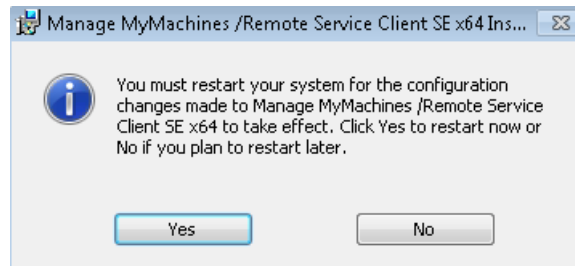 Manage MyMachines /Remote Service Client SE x64 Ins...
You must restart your system for the configuration
changes made to Manage MyMachines /Remote Service
Client SE x64 to take effect. Click Yes to restart now or
No if you plan to restart later.
Yes
No